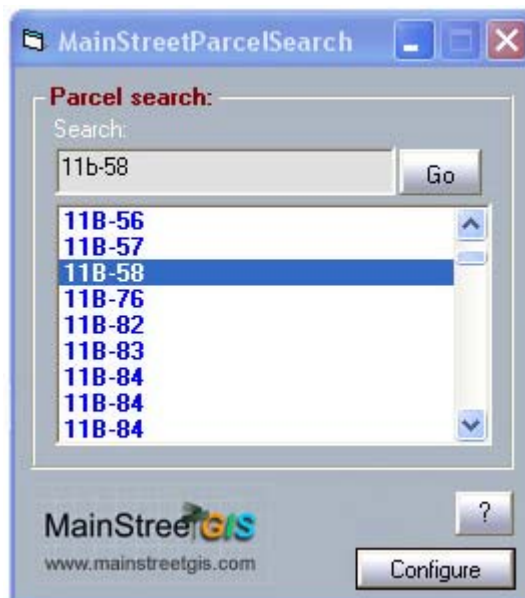 MainStreetParcelSearch
Parcel search:
Search:
11b-58
Go
11B-56
11B-57
11B-58
11B-76
11B-82
11B-83
11B-84
11B-84
11B-84
MainStreetGIS
www.mainstreetgis.com
?
Configure